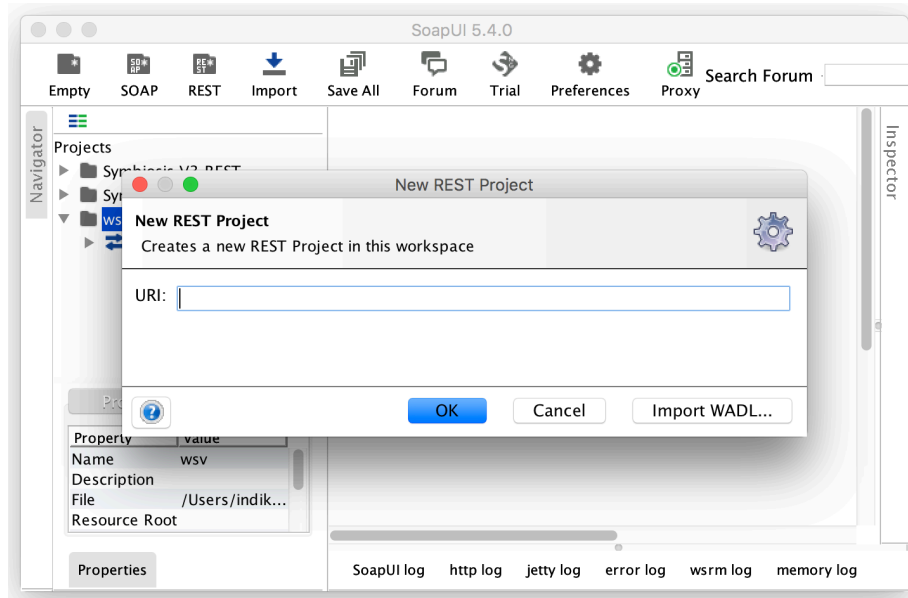 SoapUI 5.4.0
Empty SOAP REST Import Save All Forum Trial Preferences Proxy Search Forum
Navigator
Projects
Inspector
New REST Project
New REST Project
Creates a new REST Project in this workspace
URI:
OK Cancel Import WADL...
Property Value
Name wsv
Description
File /Users/indik...
Resource Root
Properties
SoapUI log http log jetty log error log wsrm log memory log